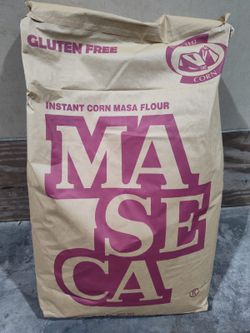 GLUTEN FREE
CORN
INSTANT CORN MASA FLOUR
MA
SE
CA